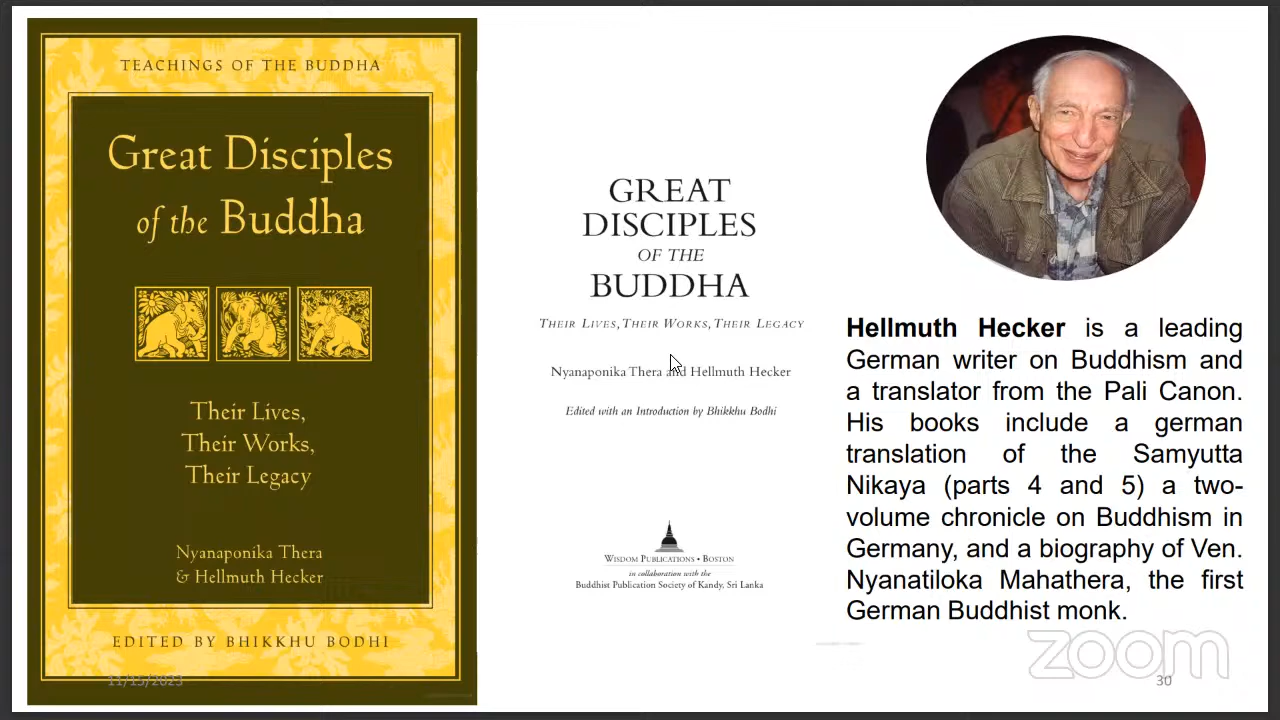 TEACHINGS OF THE BUDDHA
Great Disciples
of the Buddha
Their Lives,
Their Works,
Their Legacy
Nyanaponika Thera
& Hellmuth Hecker
EDITED BY BHIKKHU BODHI
11/15/2023
GREAT
DISCIPLES
OF THE
BUDDHA
THEIR LIVES, THEIR WORKS, THEIR LEGACY
Nyanaponika Thera and Hellmuth Hecker
Edited with an Introduction by Bhikkhu Bodhi
WISDOM PUBLICATIONS • BOSTON
in collaboration with the
Buddhist Publication Society of Kandy, Sri Lanka
Hellmuth Hecker is a leading
German writer on Buddhism and
a translator from the Pali Canon.
His books include a german
translation of the Samyutta
Nikaya (parts 4 and 5) a two-
volume chronicle on Buddhism in
Germany, and a biography of Ven.
Nyanatiloka Mahathera, the first
German Buddhist monk.
zoom
30